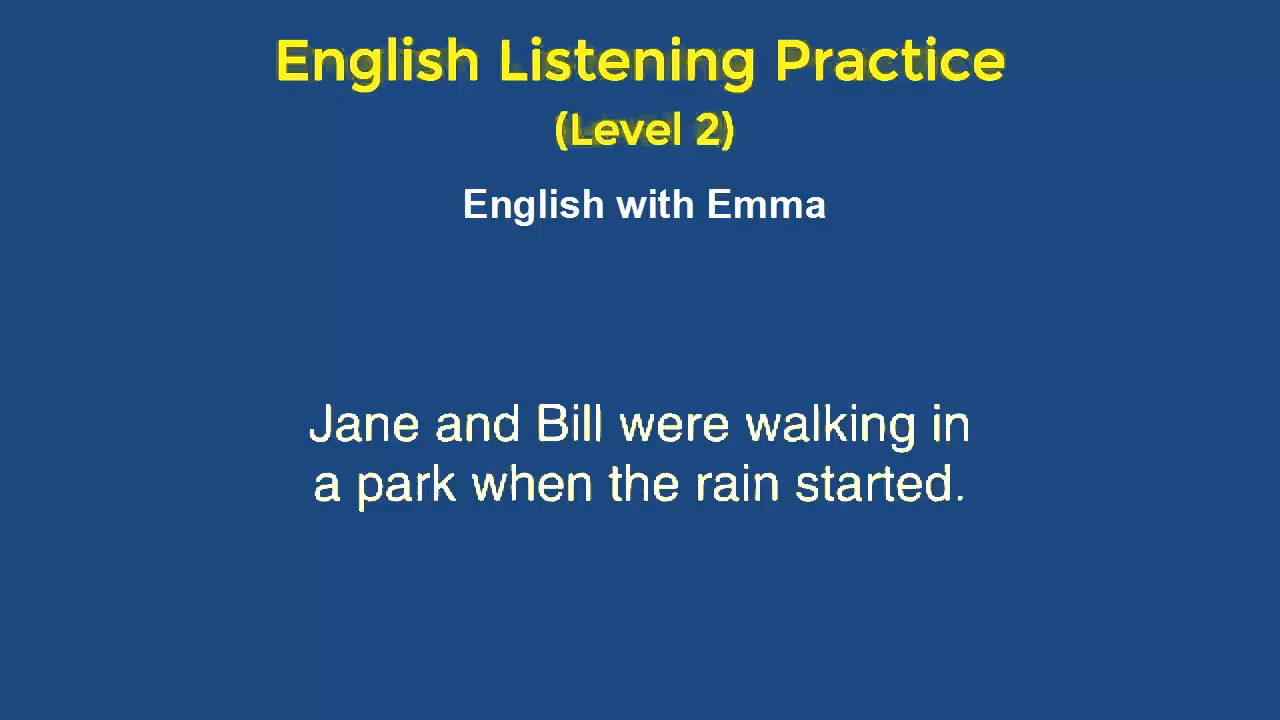 English Listening Practice
(Level 2)
English with Emma
Jane and Bill were walking in
a park when the rain started.